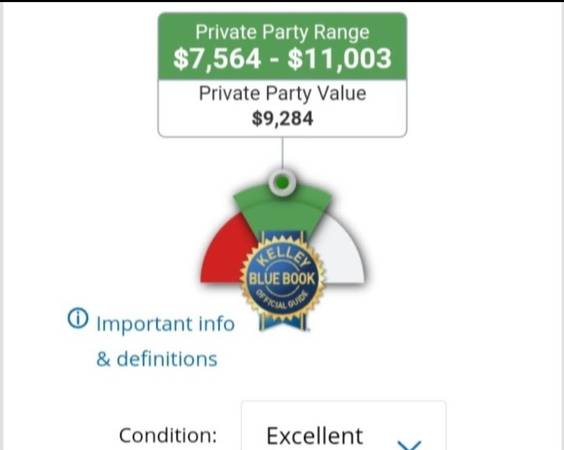 Private Party Range
$7,564 - $11,003
Private Party Value
$9,284
KELLEY
BLUE BOOK
OFFICIAL GUIDE
Important info
& definitions
Condition:
Excellent